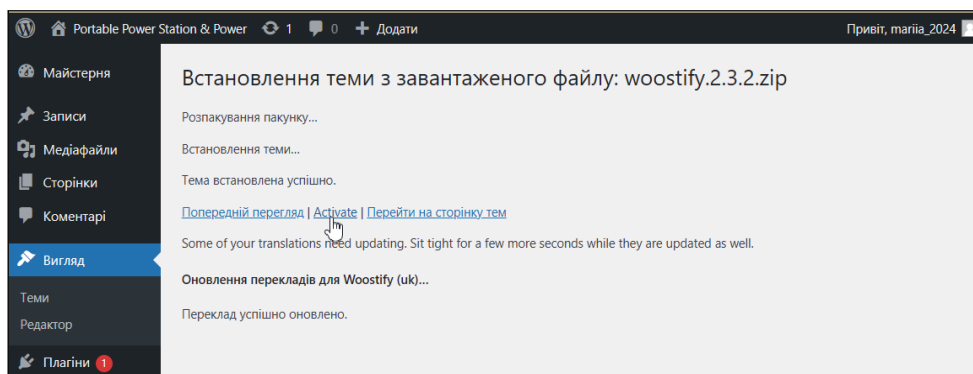 Portable Power Station & Power 1 0 + Додати Привіт, mariia_2024
Майстерня
Записи
Медіафайли
Сторінки
Коментарі
Вигляд
Теми
Редактор
Плагіни 1
Встановлення теми з завантаженого файлу: woostify.2.3.2.zip
Розпакування пакунку...
Встановлення теми...
Тема встановлена успішно.
Попередній перегляд | Activate | Перейти на сторінку тем
Some of your translations need updating. Sit tight for a few more seconds while they are updated as well.
Оновлення перекладів для Woostify (uk)...
Переклад успішно оновлено.